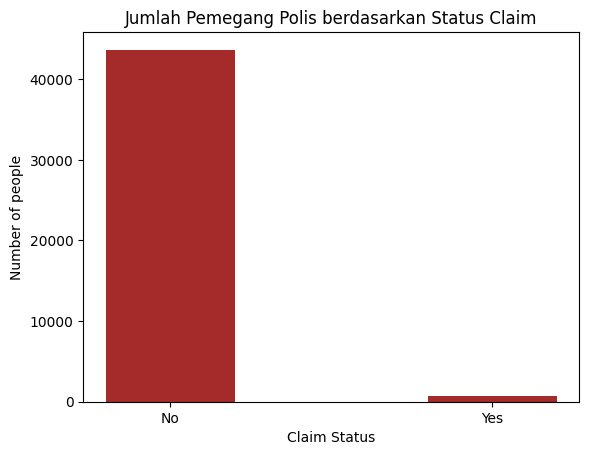 Jumlah Pemegang Polis berdasarkan Status Claim
Number of people
40000
30000
20000
10000
0
No
Yes
Claim Status